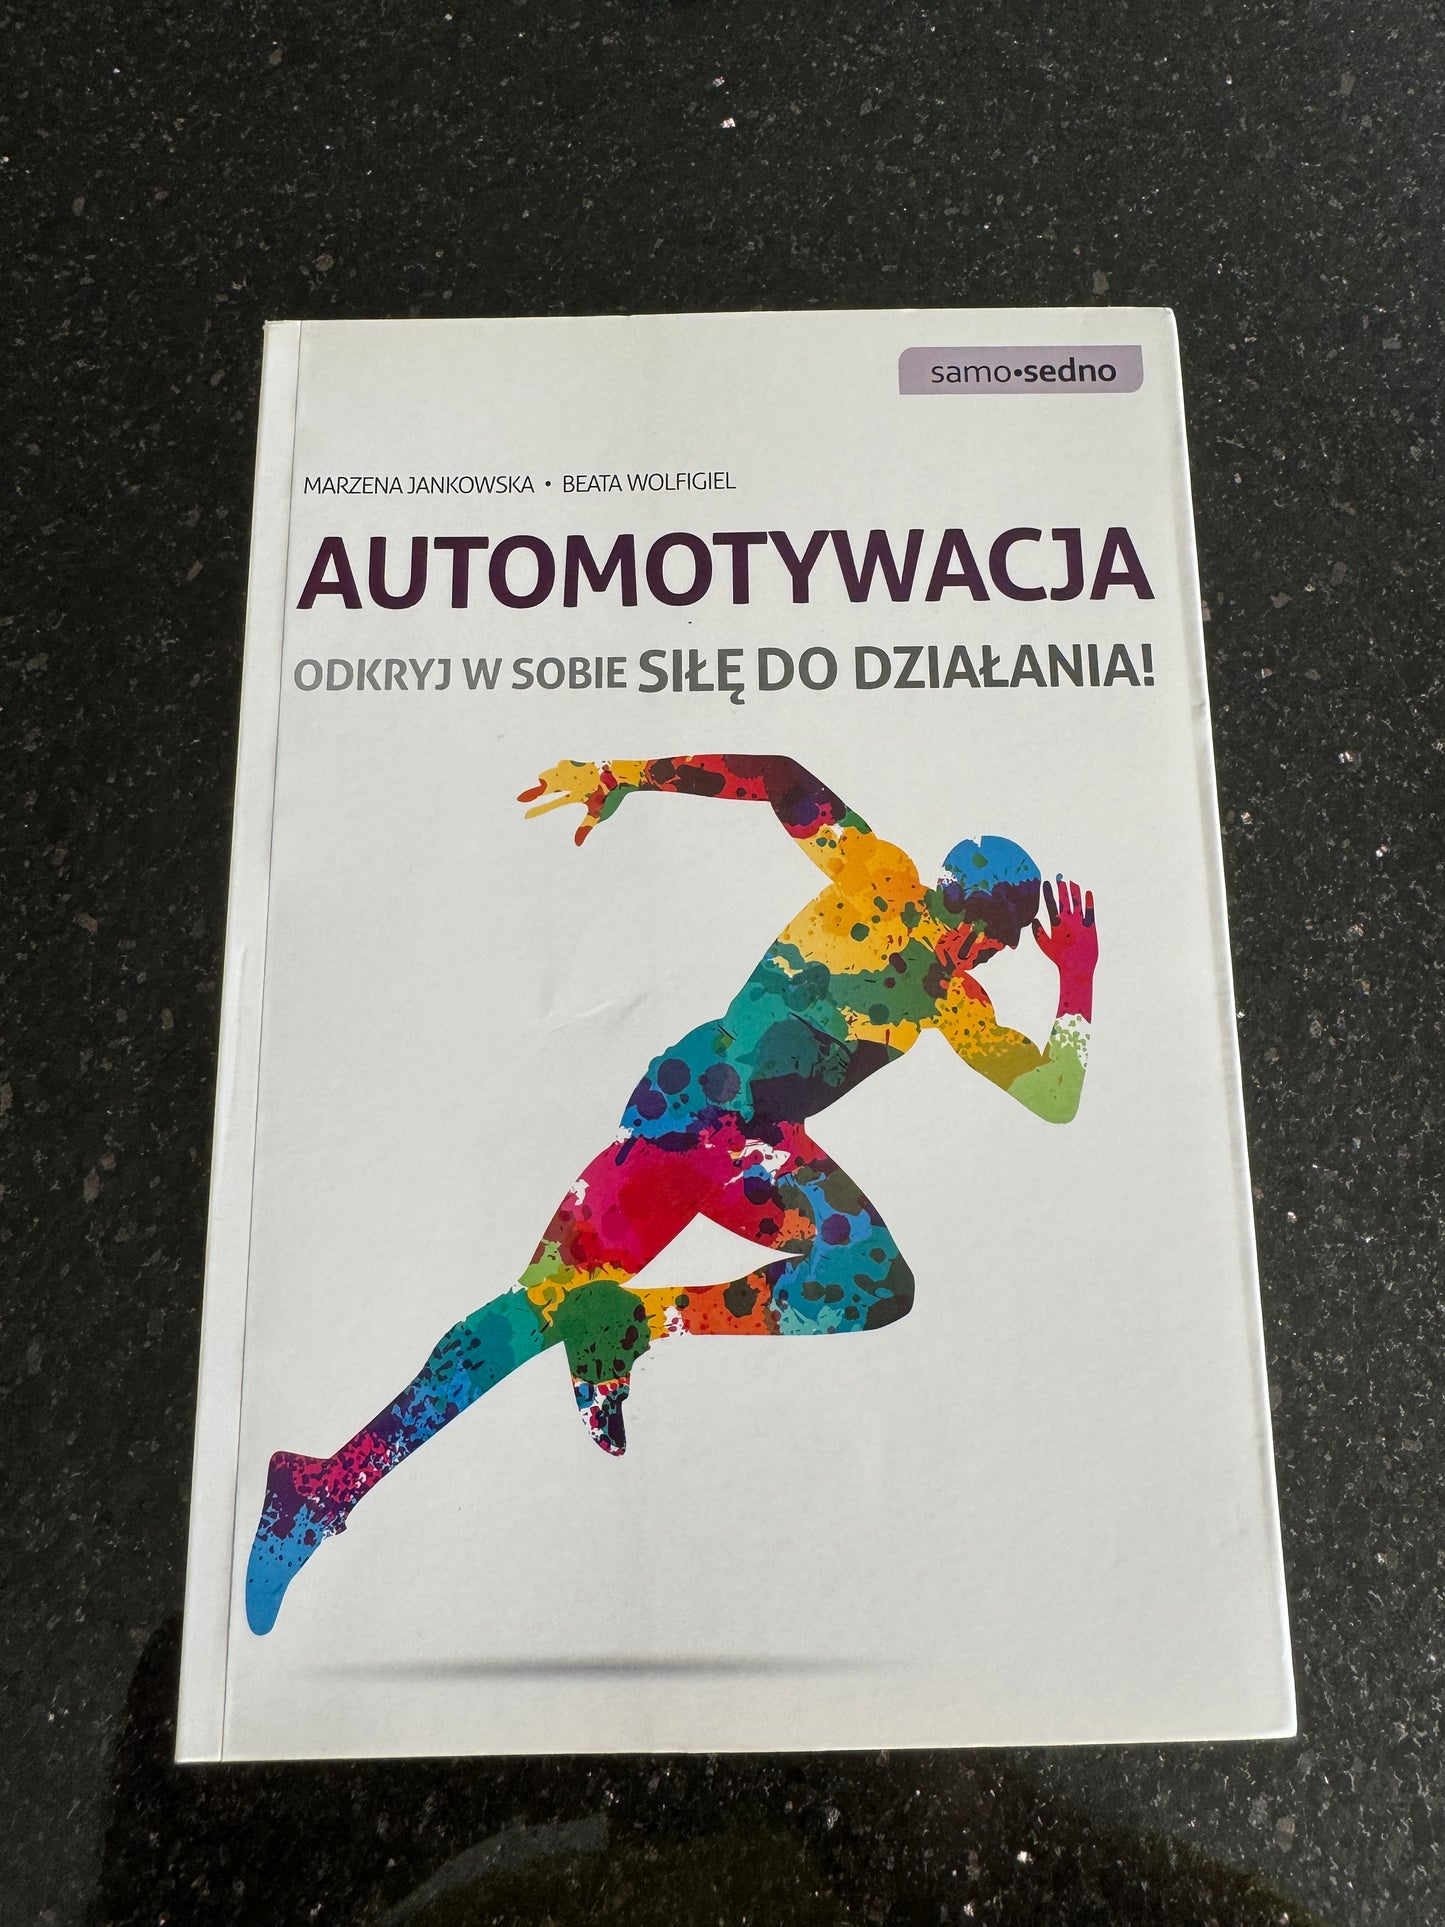 samo•sedno
MARZENA JANKOWSKA • BEATA WOLFIGIEL
AUTOMOTYWACJA
ODKRYJ W SOBIE SIŁĘ DO DZIAŁANIA!